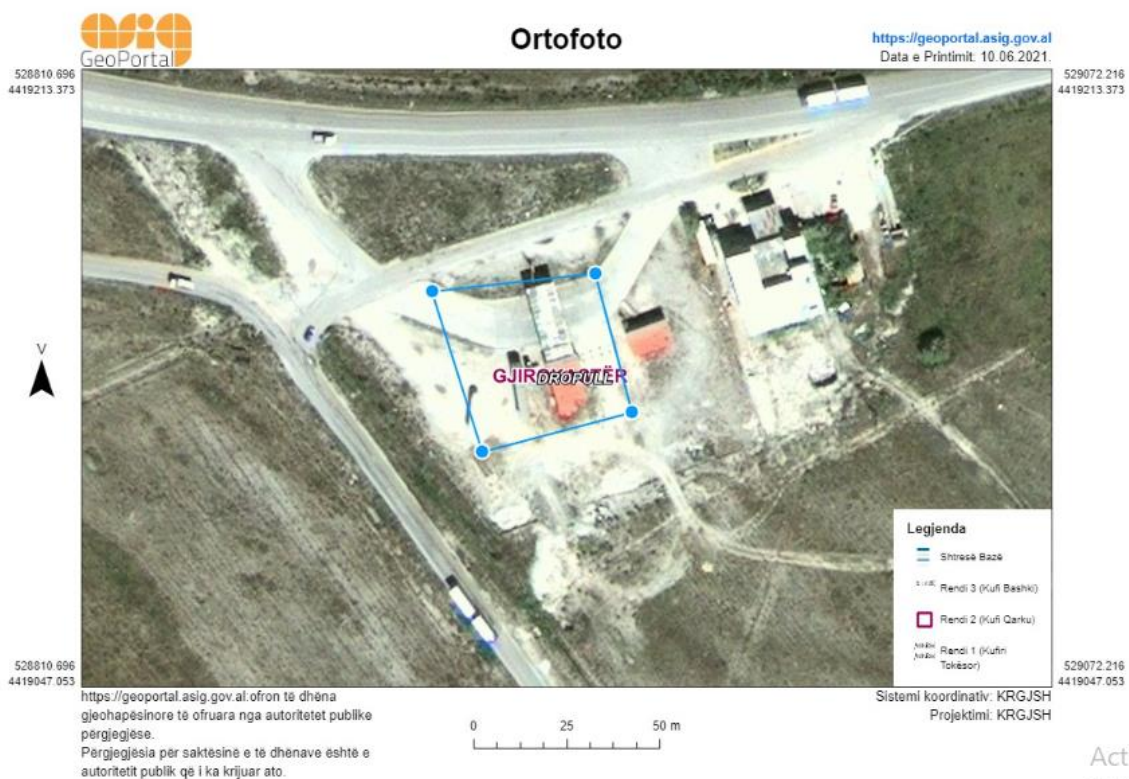 asig
GeoPortal
Ortofoto
https://geoportal.asig.gov.al
Data e Printimit: 10.06.2021.
528810.696
4419213.373
529072.216
4419213.373
V
GJIROKASTËR
DROPULL
Legjenda
Shtresë Bazë
Rendi 3 (Kufi Bashki)
Rendi 2 (Kufi Qarku)
Rendi 1 (Kufiri
Tokësor)
528810.696
4419047.053
529072.216
4419047.053
https://geoportal.asig.gov.al:ofron të dhëna
gjeohapësinore të ofruara nga autoritetet publike
përgjegjëse.
Përgjegjësia për saktësinë e të dhënave është e
autoritetit publik që i ka krijuar ato.
0 25 50 m
Sistemi koordinativ: KRGJSH
Projektimi: KRGJSH
Act